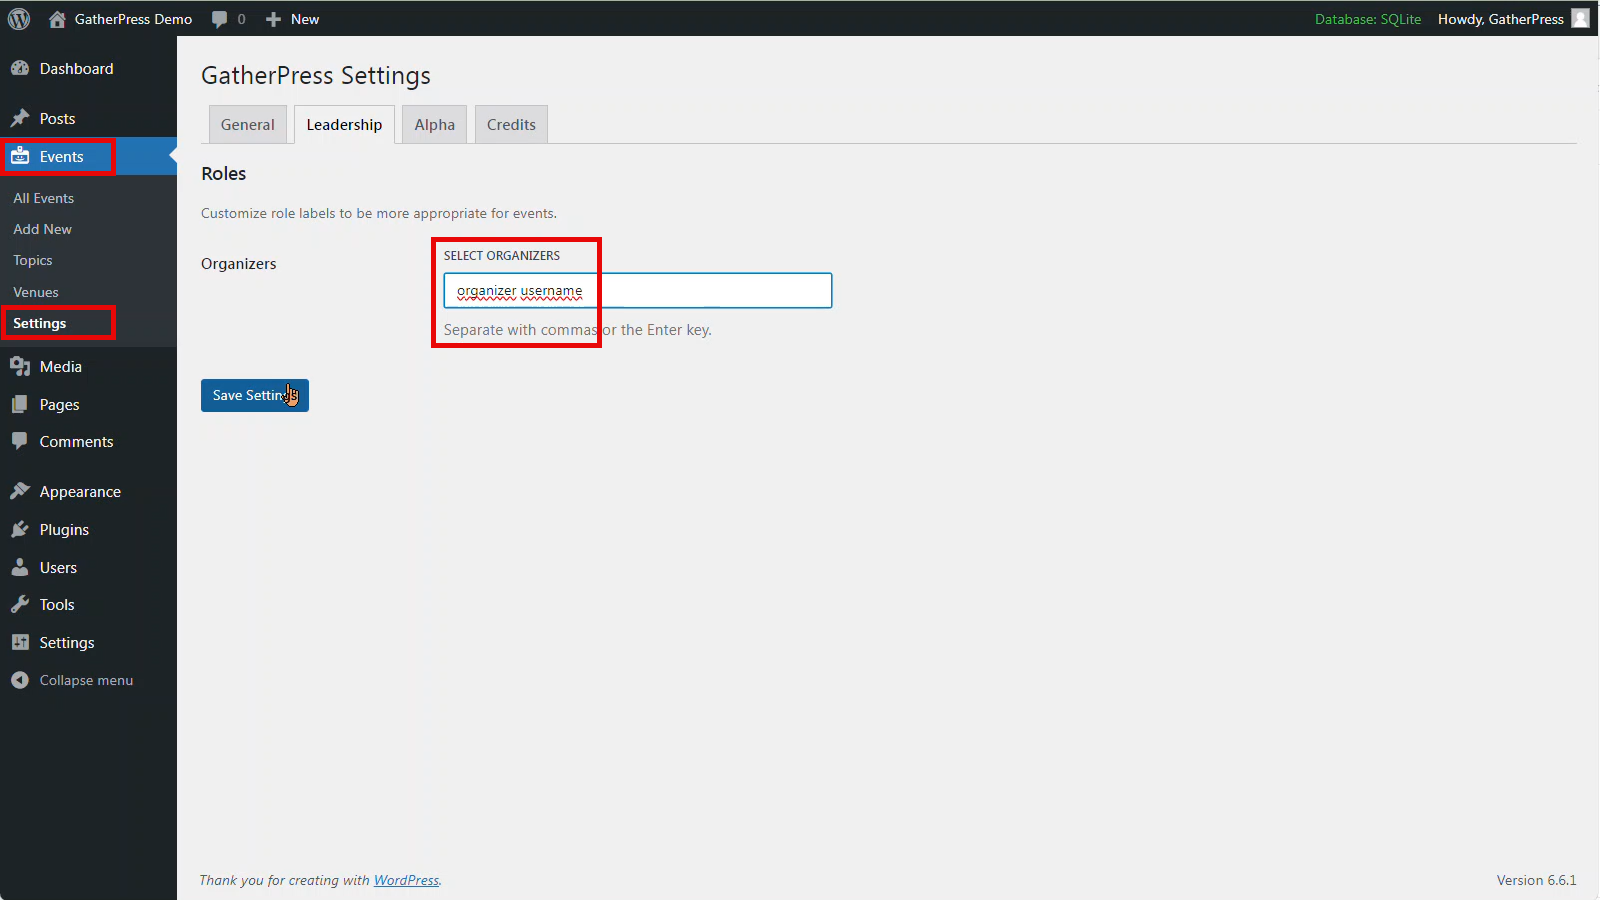 GatherPress Demo 0 New Database: SQLite Howdy, GatherPress
Dashboard
Posts
Events
All Events
Add New
Topics
Venues
Settings
Media
Pages
Comments
Appearance
Plugins
Users
Tools
Settings
Collapse menu
GatherPress Settings
General Leadership Alpha Credits
Roles
Customize role labels to be more appropriate for events.
Organizers
SELECT ORGANIZERS
organizer username
Separate with commas or the Enter key.
Save Settings
Thank you for creating with WordPress.
Version 6.6.1